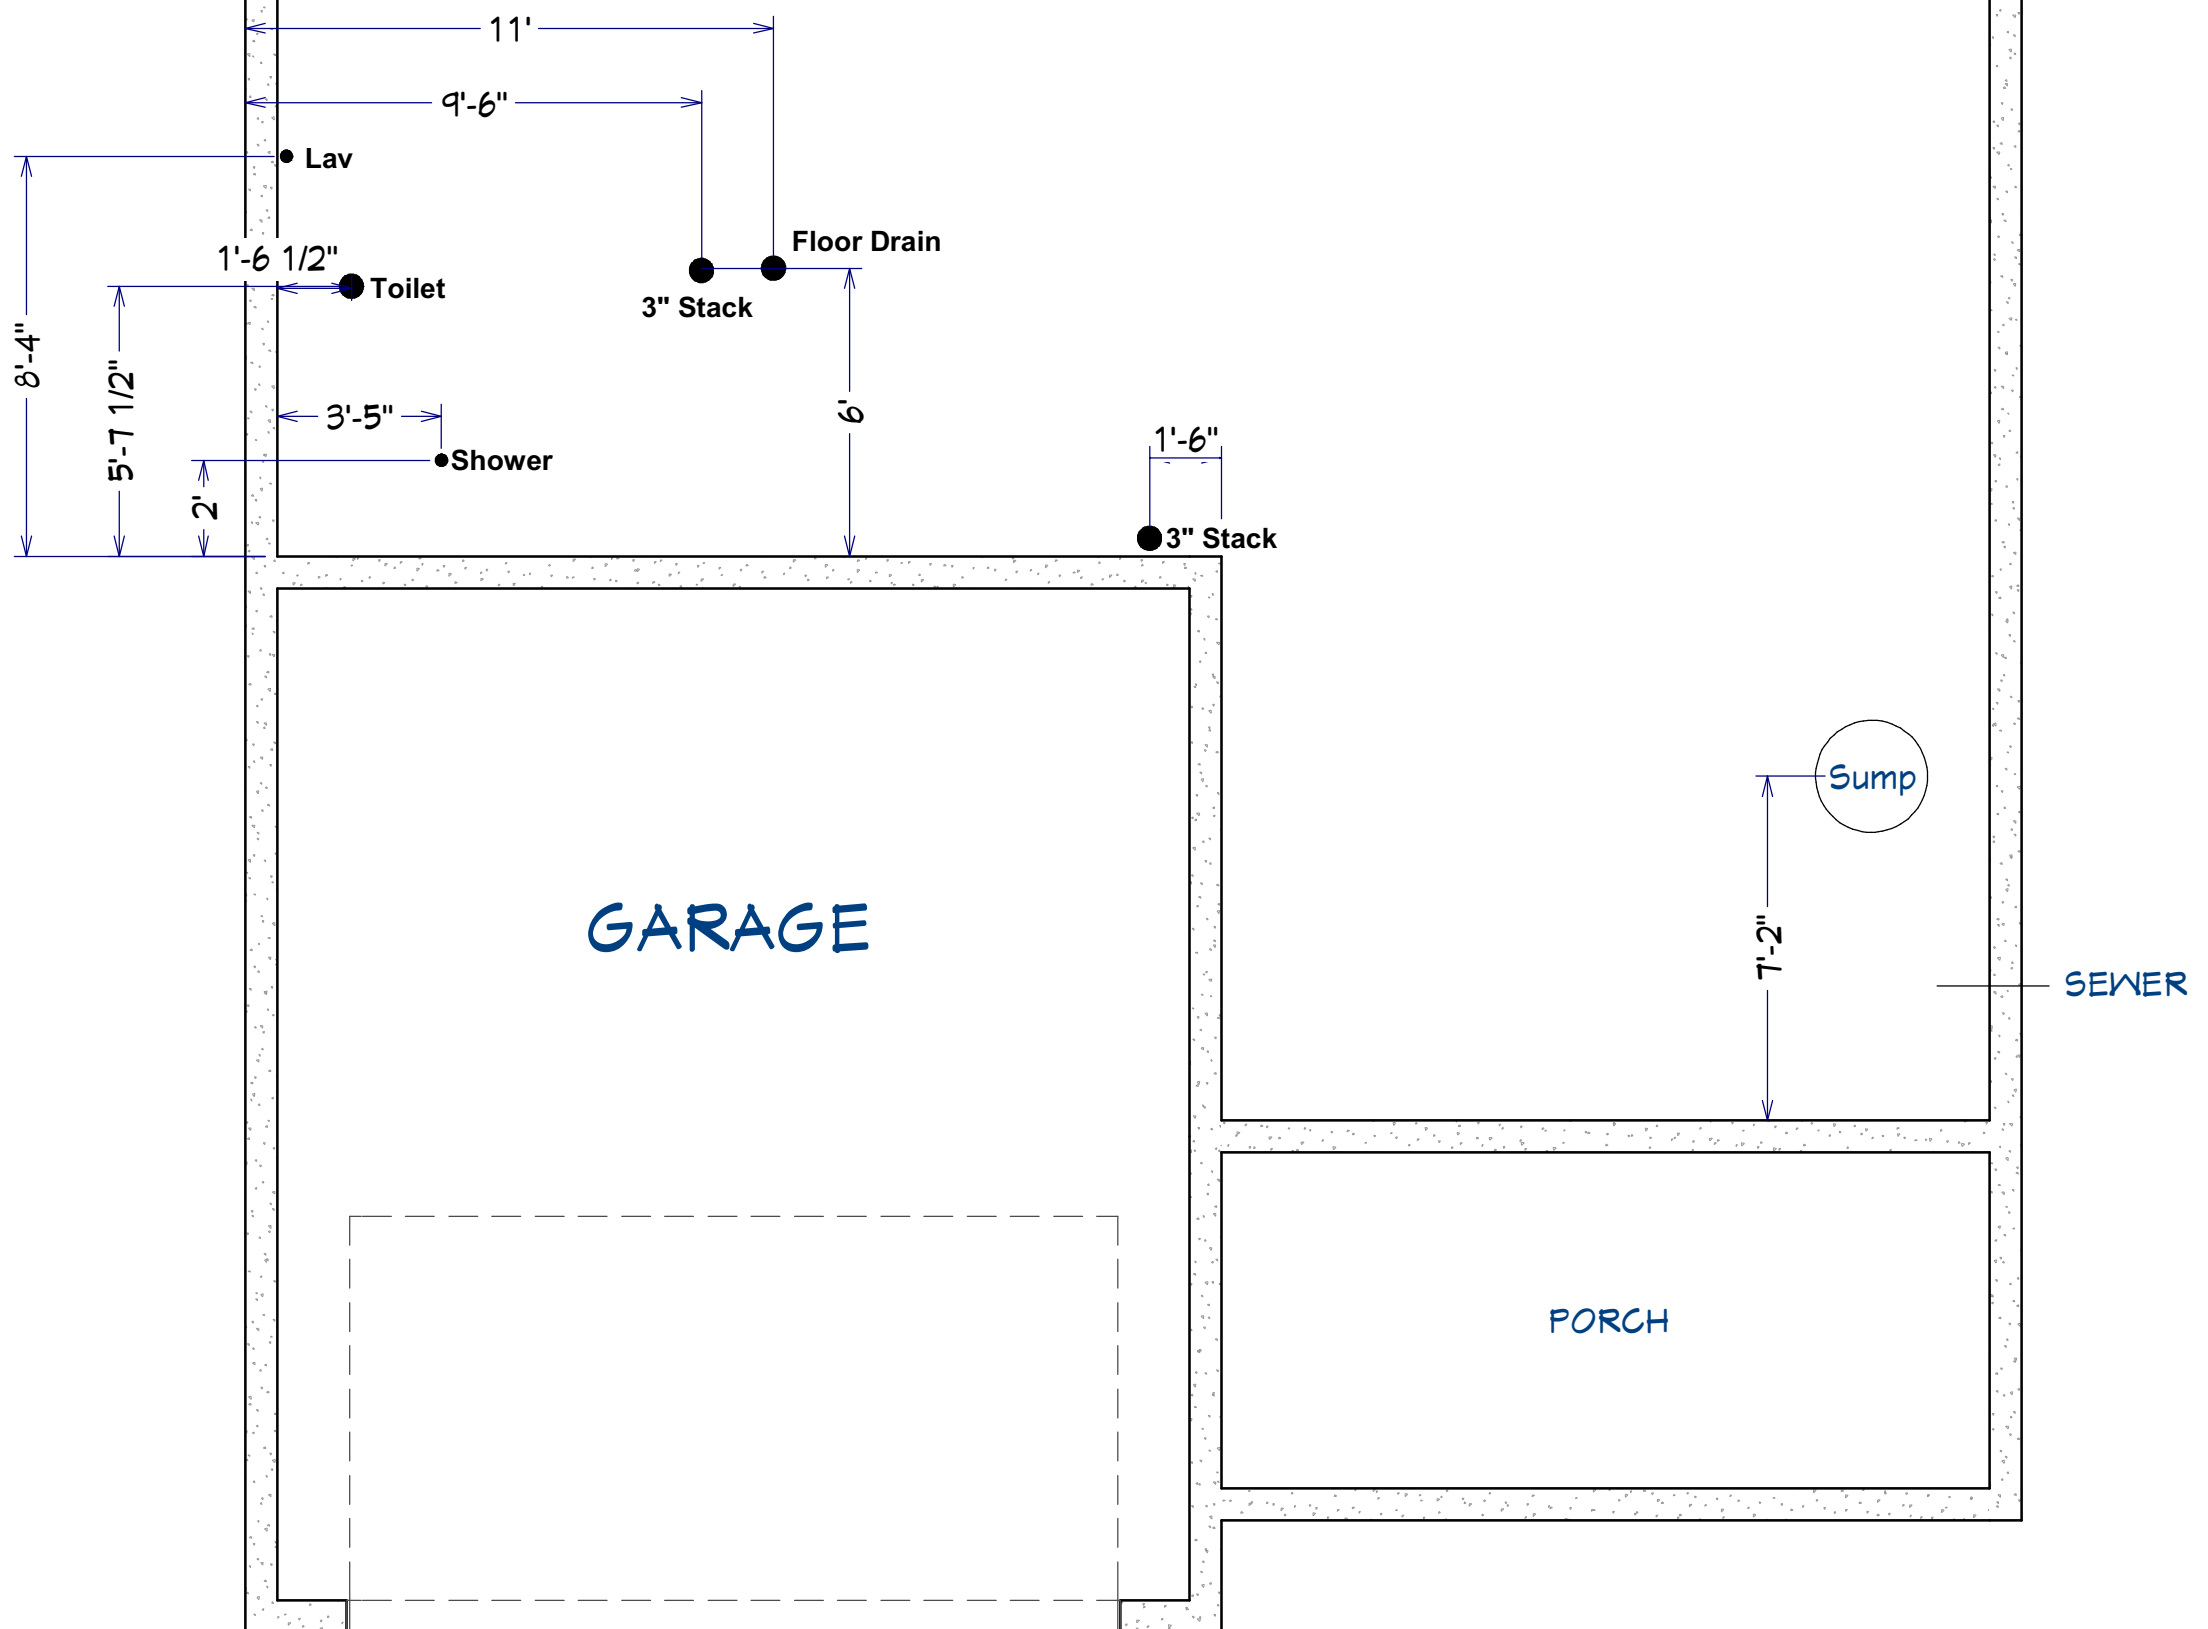 11'
9'-6"
Lav
Floor Drain
1'-6 1/2"
Toilet
3" Stack
8'-4"
5'-7 1/2"
3'-5"
6'
1'-6"
Shower
2'
3" Stack
Sump
GARAGE
7'-2"
SEWER
PORCH